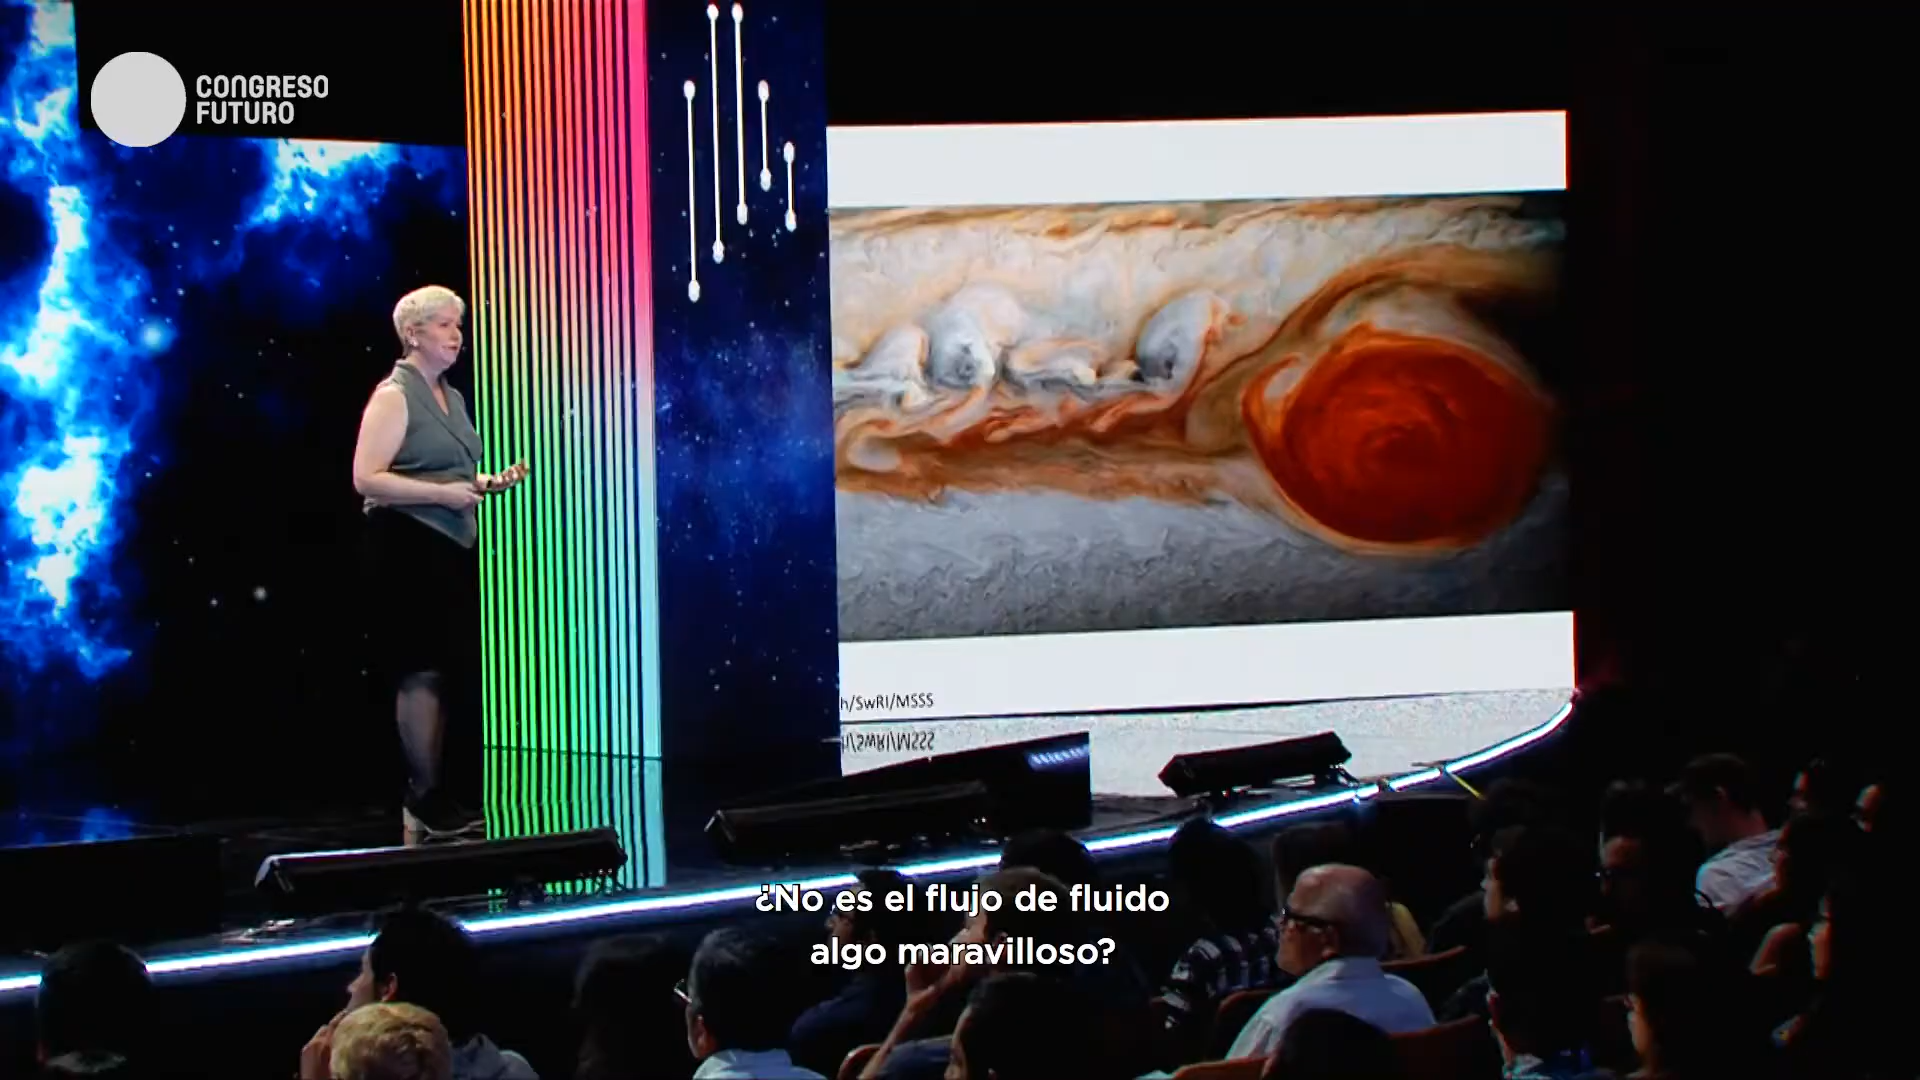 CONGRESO
FUTURO
h/SwRI/MSSS
¿No es el flujo de fluido
algo maravilloso?